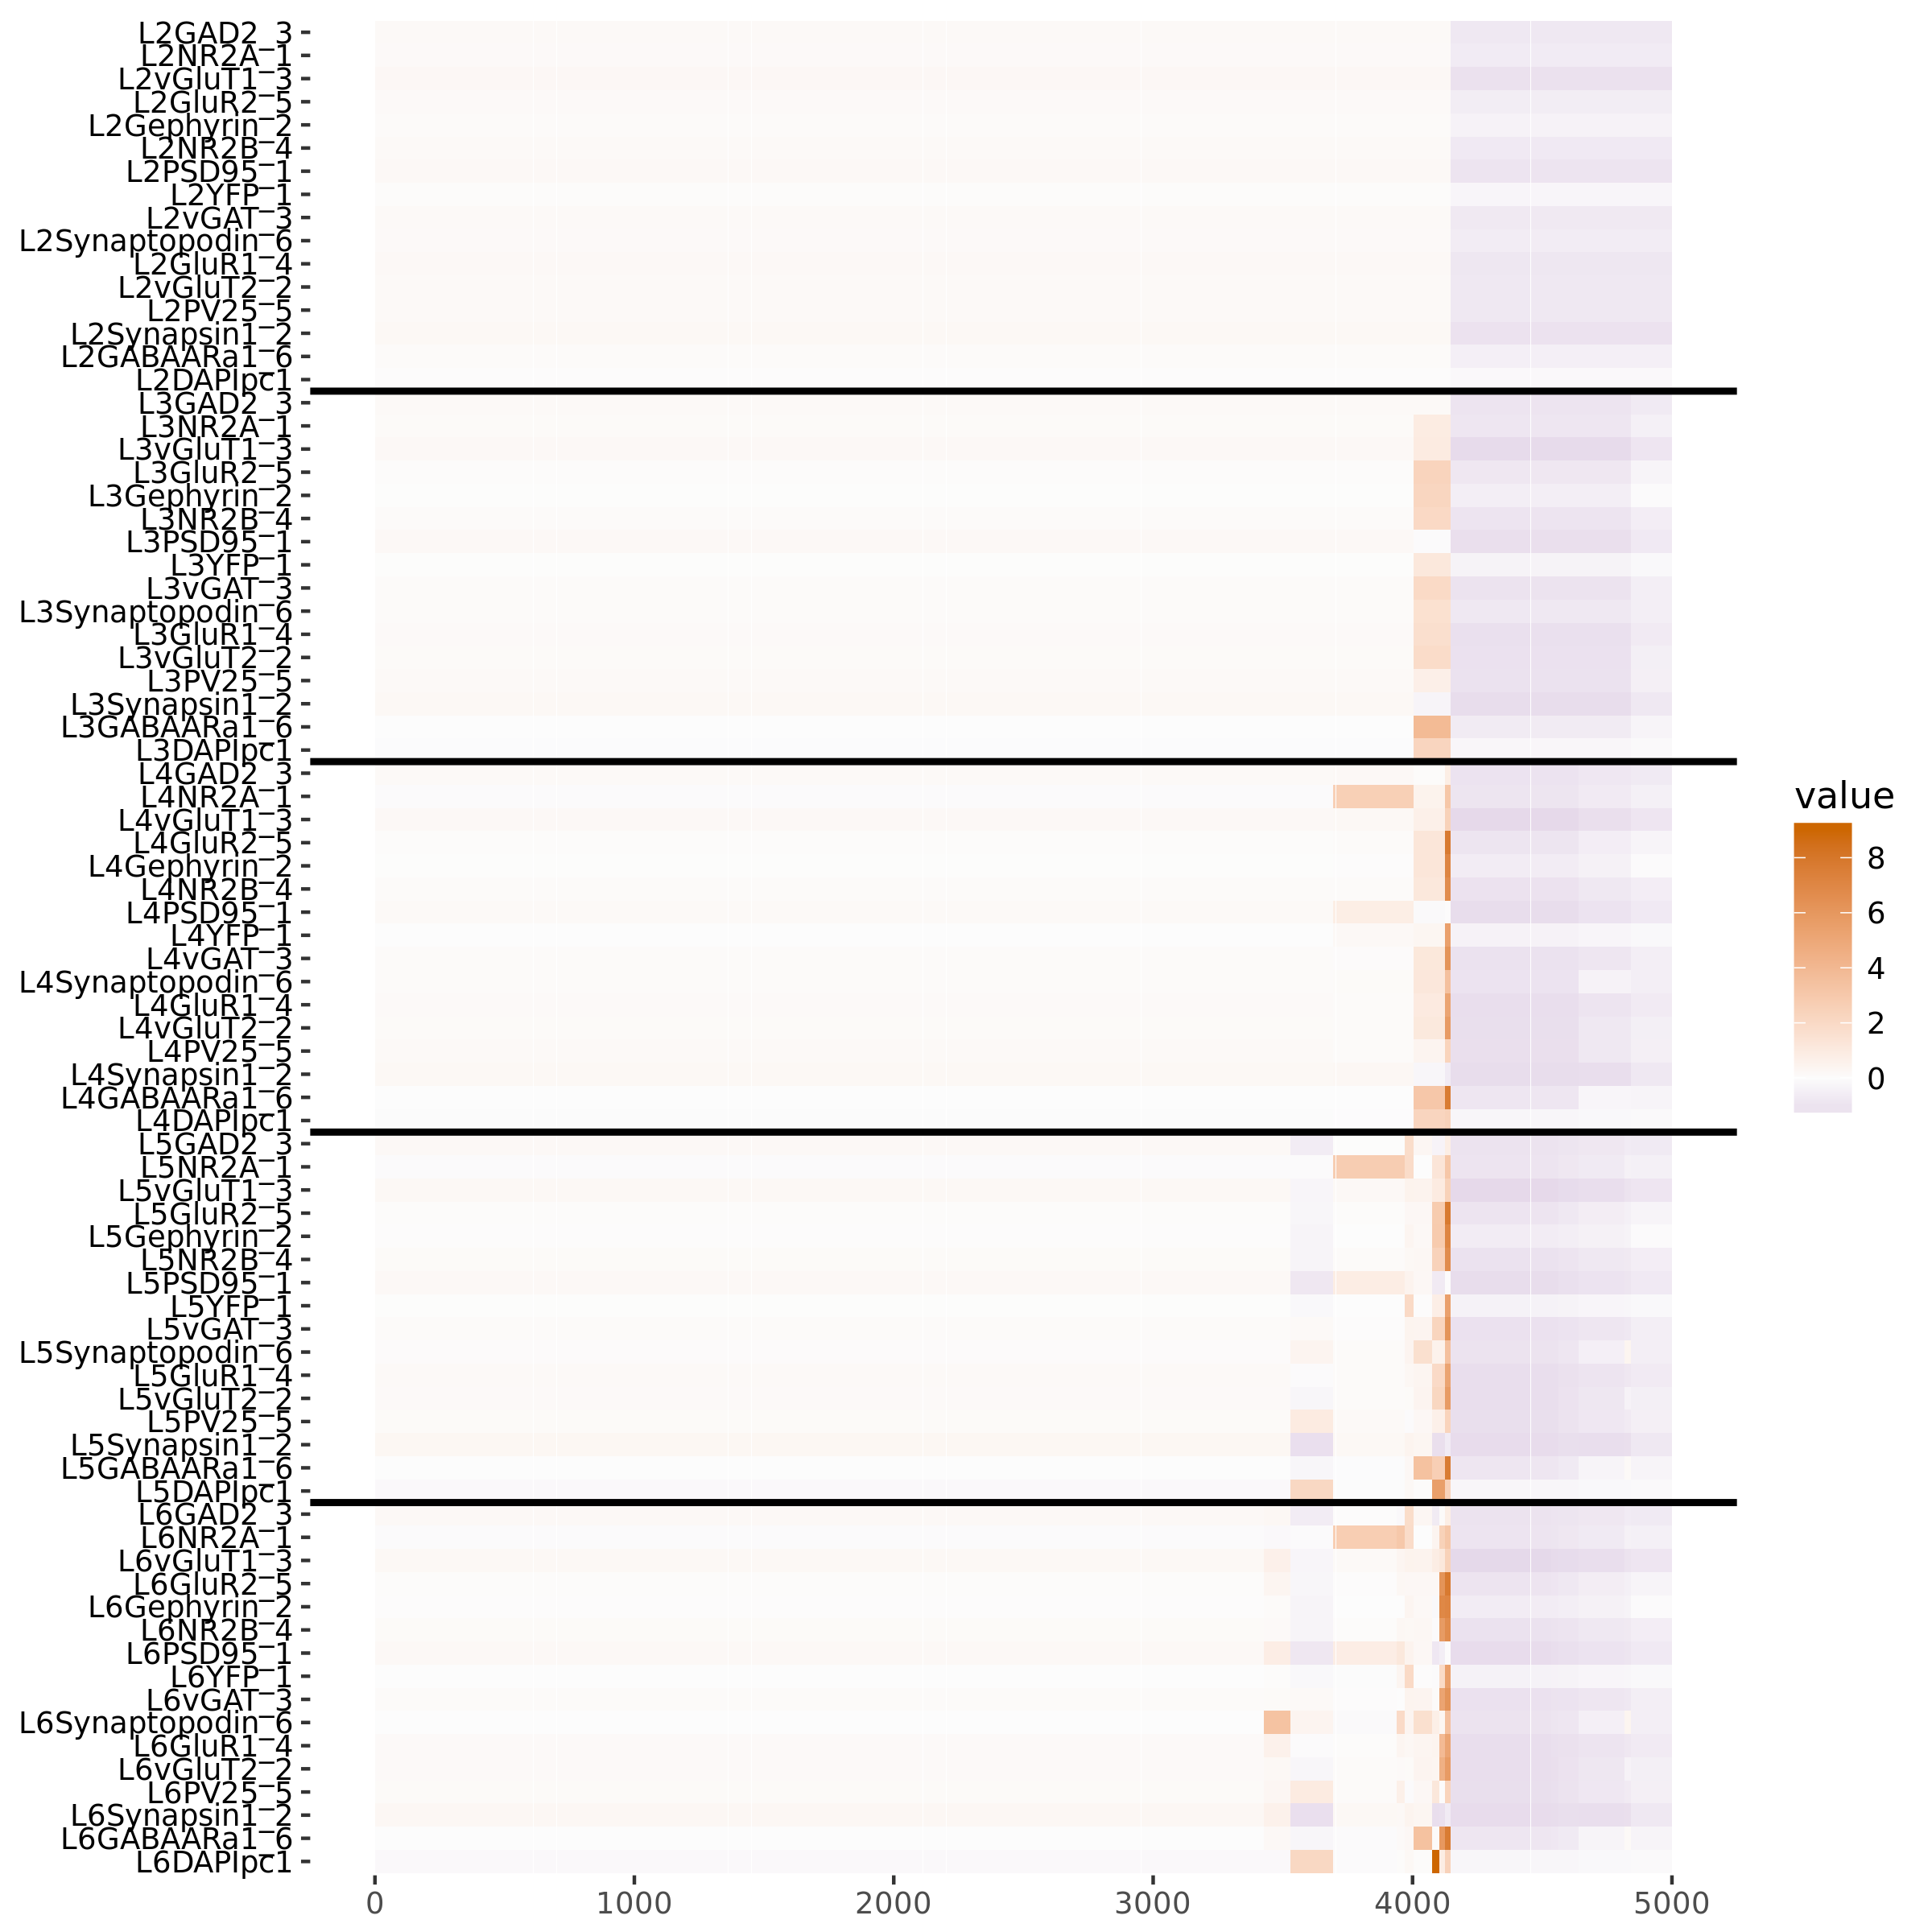 L2GAD2_3
L2NR2A_1
L2vGluT1_3
L2GluR2_5
L2Gephyrin_2
L2NR2B_4
L2PSD95_1
L2YFP_1
L2vGAT_3
L2Synaptopodin_6
L2GluR1_4
L2vGluT2_2
L2PV25_5
L2Synapsin1_2
L2GABAARa1_6
L2DAPIpc1
L3GAD2_3
L3NR2A_1
L3vGluT1_3
L3GluR2_5
L3Gephyrin_2
L3NR2B_4
L3PSD95_1
L3YFP_1
L3vGAT_3
L3Synaptopodin_6
L3GluR1_4
L3vGluT2_2
L3PV25_5
L3Synapsin1_2
L3GABAARa1_6
L3DAPIpc1
L4GAD2_3
L4NR2A_1
L4vGluT1_3
L4GluR2_5
L4Gephyrin_2
L4NR2B_4
L4PSD95_1
L4YFP_1
L4vGAT_3
L4Synaptopodin_6
L4GluR1_4
L4vGluT2_2
L4PV25_5
L4Synapsin1_2
L4GABAARa1_6
L4DAPIpc1
L5GAD2_3
L5NR2A_1
L5vGluT1_3
L5GluR2_5
L5Gephyrin_2
L5NR2B_4
L5PSD95_1
L5YFP_1
L5vGAT_3
L5Synaptopodin_6
L5GluR1_4
L5vGluT2_2
L5PV25_5
L5Synapsin1_2
L5GABAARa1_6
L5DAPIpc1
L6GAD2_3
L6NR2A_1
L6vGluT1_3
L6GluR2_5
L6Gephyrin_2
L6NR2B_4
L6PSD95_1
L6YFP_1
L6vGAT_3
L6Synaptopodin_6
L6GluR1_4
L6vGluT2_2
L6PV25_5
L6Synapsin1_2
L6GABAARa1_6
L6DAPIpc1
0 1000 2000 3000 4000 5000
value
8
6
4
2
0